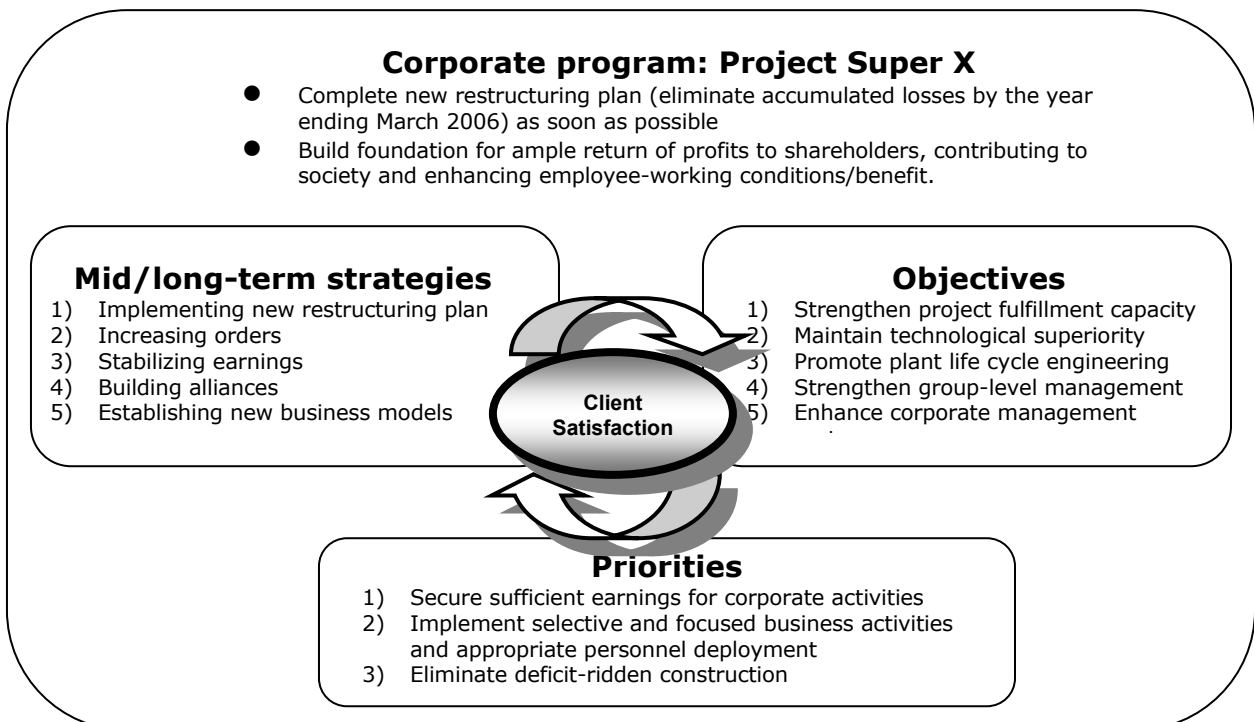 Corporate program: Project Super X
● Complete new restructuring plan (eliminate accumulated losses by the year
ending March 2006) as soon as possible
● Build foundation for ample return of profits to shareholders, contributing to
society and enhancing employee-working conditions/benefit.
Mid/long-term strategies
1) Implementing new restructuring plan
2) Increasing orders
3) Stabilizing earnings
4) Building alliances
5) Establishing new business models
Objectives
1) Strengthen project fulfillment capacity
2) Maintain technological superiority
3) Promote plant life cycle engineering
4) Strengthen group-level management
5) Enhance corporate management
Client
Satisfaction
Priorities
1) Secure sufficient earnings for corporate activities
2) Implement selective and focused business activities
and appropriate personnel deployment
3) Eliminate deficit-ridden construction